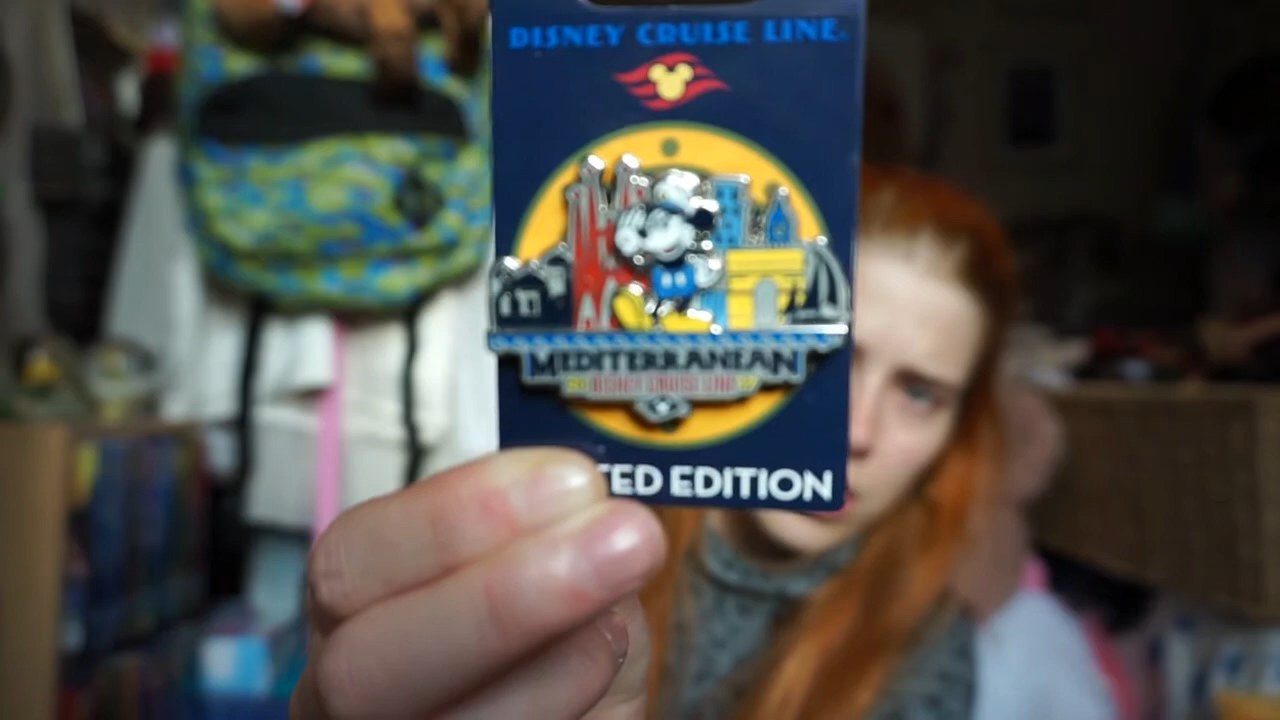 DISNEY CRUISE LINE.
MEDITERRANEAN
DISNEY CRUISE LINE
TED EDITION